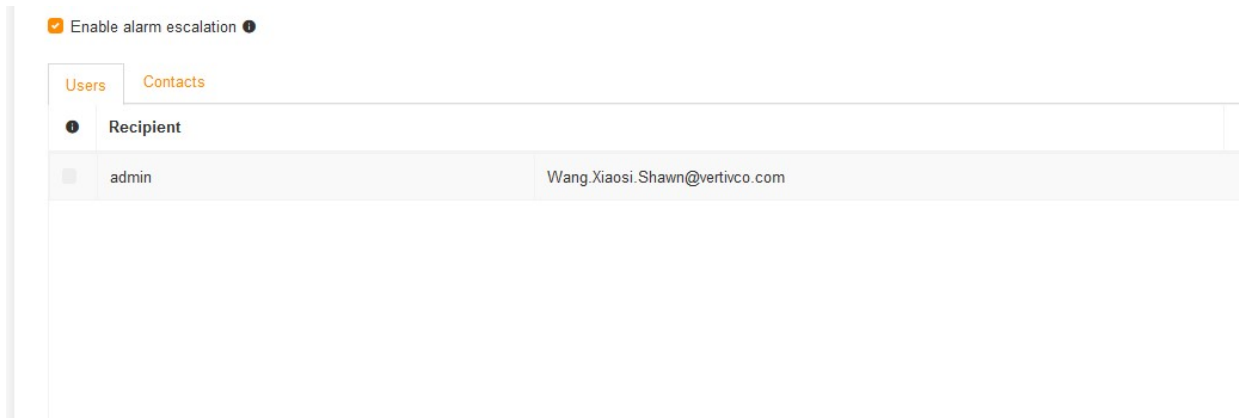 Enable alarm escalation
Users Contacts
Recipient
admin Wang.Xiaosi.Shawn@vertivco.com